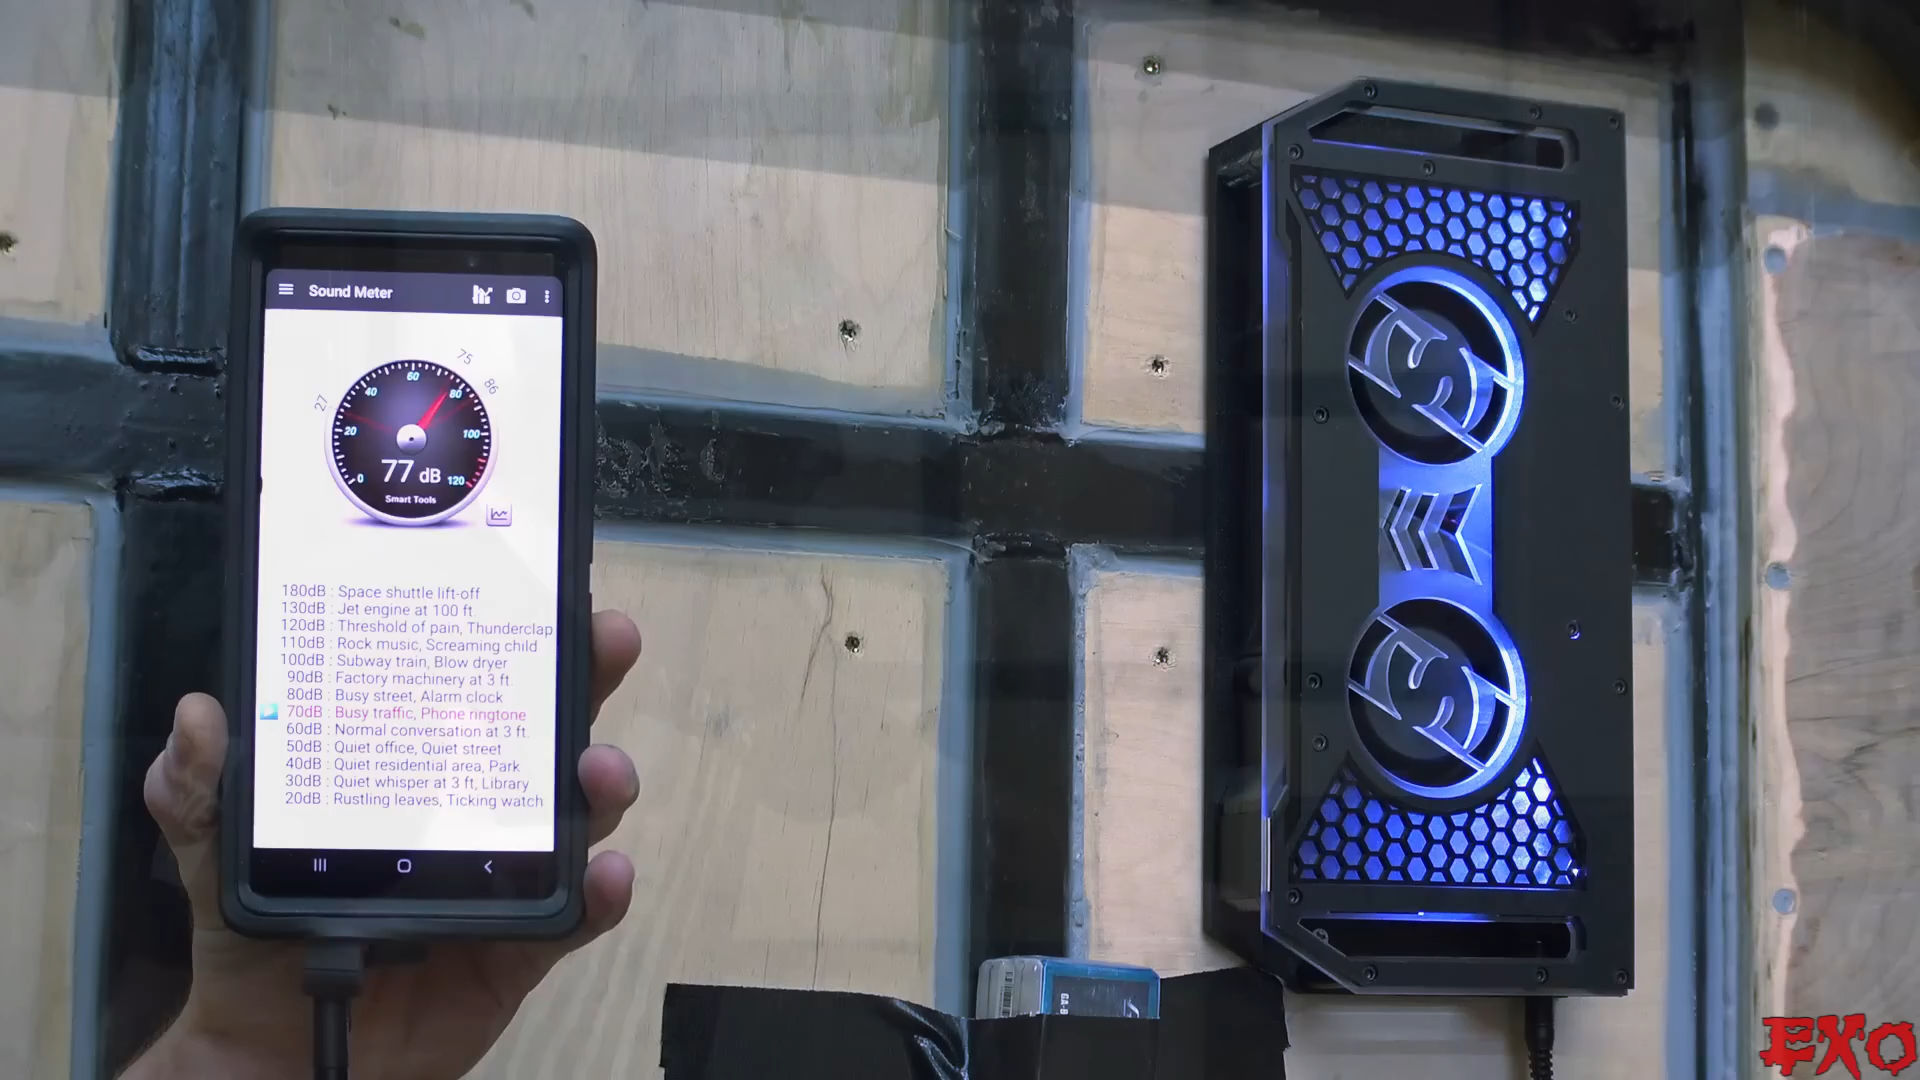 Sound Meter
27
75
86
0
20
40
60
80
100
120
77 dB
Smart Tools
180dB : Space shuttle lift-off
130dB : Jet engine at 100 ft.
120dB : Threshold of pain, Thunderclap
110dB : Rock music, Screaming child
100dB : Subway train, Blow dryer
90dB : Factory machinery at 3 ft.
80dB : Busy street, Alarm clock
70dB : Busy traffic, Phone ringtone
60dB : Normal conversation at 3 ft.
50dB : Quiet office, Quiet street
40dB : Quiet residential area, Park
30dB : Quiet whisper at 3 ft, Library
20dB : Rustling leaves, Ticking watch
EXO